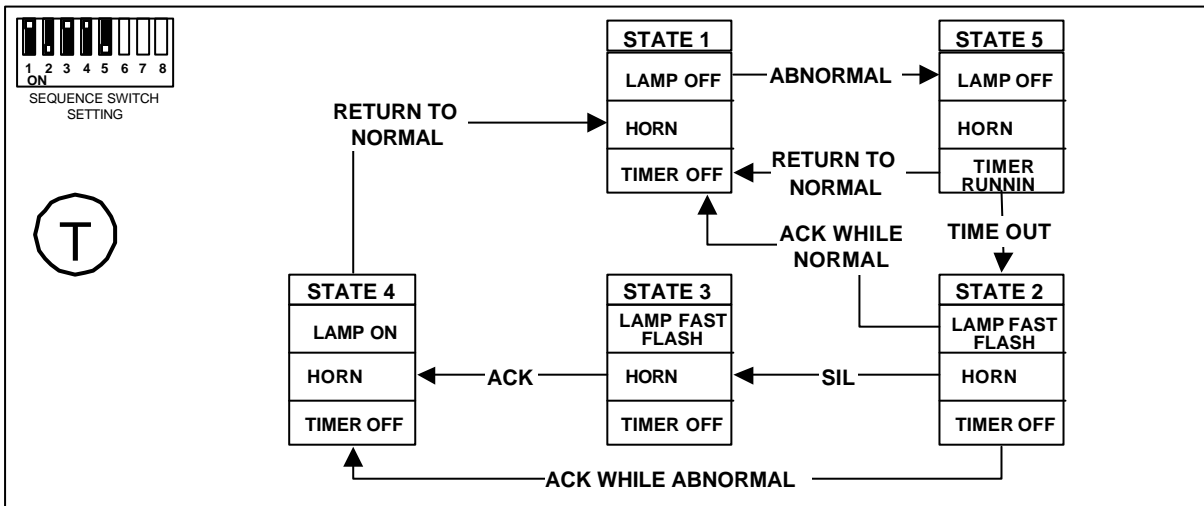 1 2 3 4 5 6 7 8
ON
SEQUENCE SWITCH
SETTING
T
STATE 1
LAMP OFF
HORN
TIMER OFF
ABNORMAL
STATE 5
LAMP OFF
HORN
TIMER
RUNNIN
RETURN TO
NORMAL
RETURN TO
NORMAL
ACK WHILE
NORMAL
TIME OUT
STATE 4
LAMP ON
HORN
TIMER OFF
ACK
STATE 3
LAMP FAST
FLASH
HORN
TIMER OFF
SIL
STATE 2
LAMP FAST
FLASH
HORN
TIMER OFF
ACK WHILE ABNORMAL